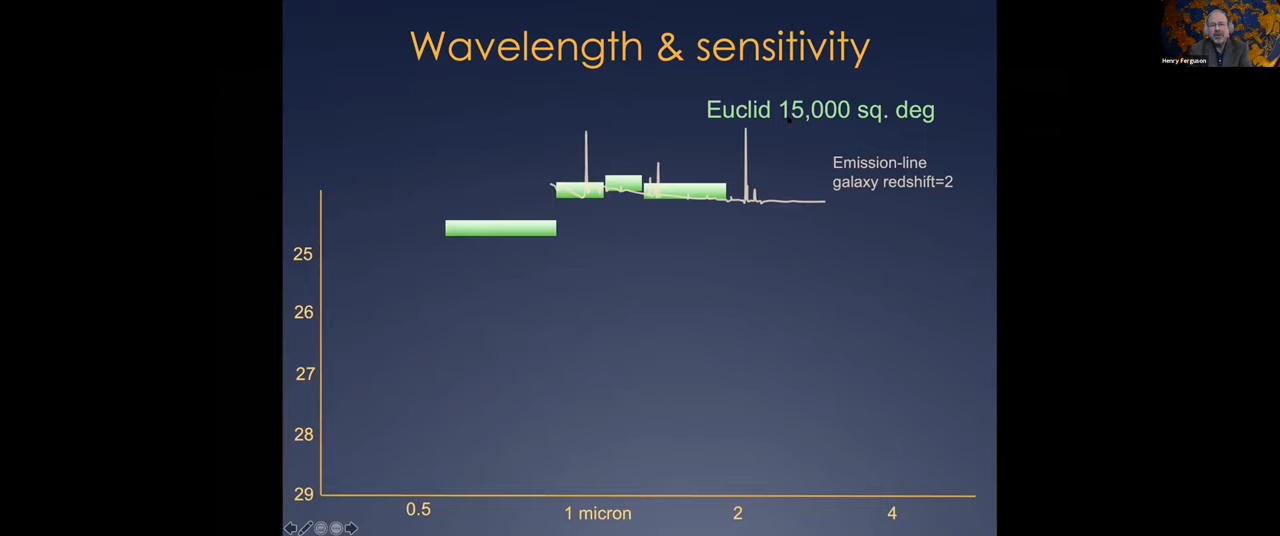 Wavelength & sensitivity
Henry Ferguson
Euclid 15,000 sq. deg
Emission-line
galaxy redshift=2
25
26
27
28
29
0.5
1 micron
2
4